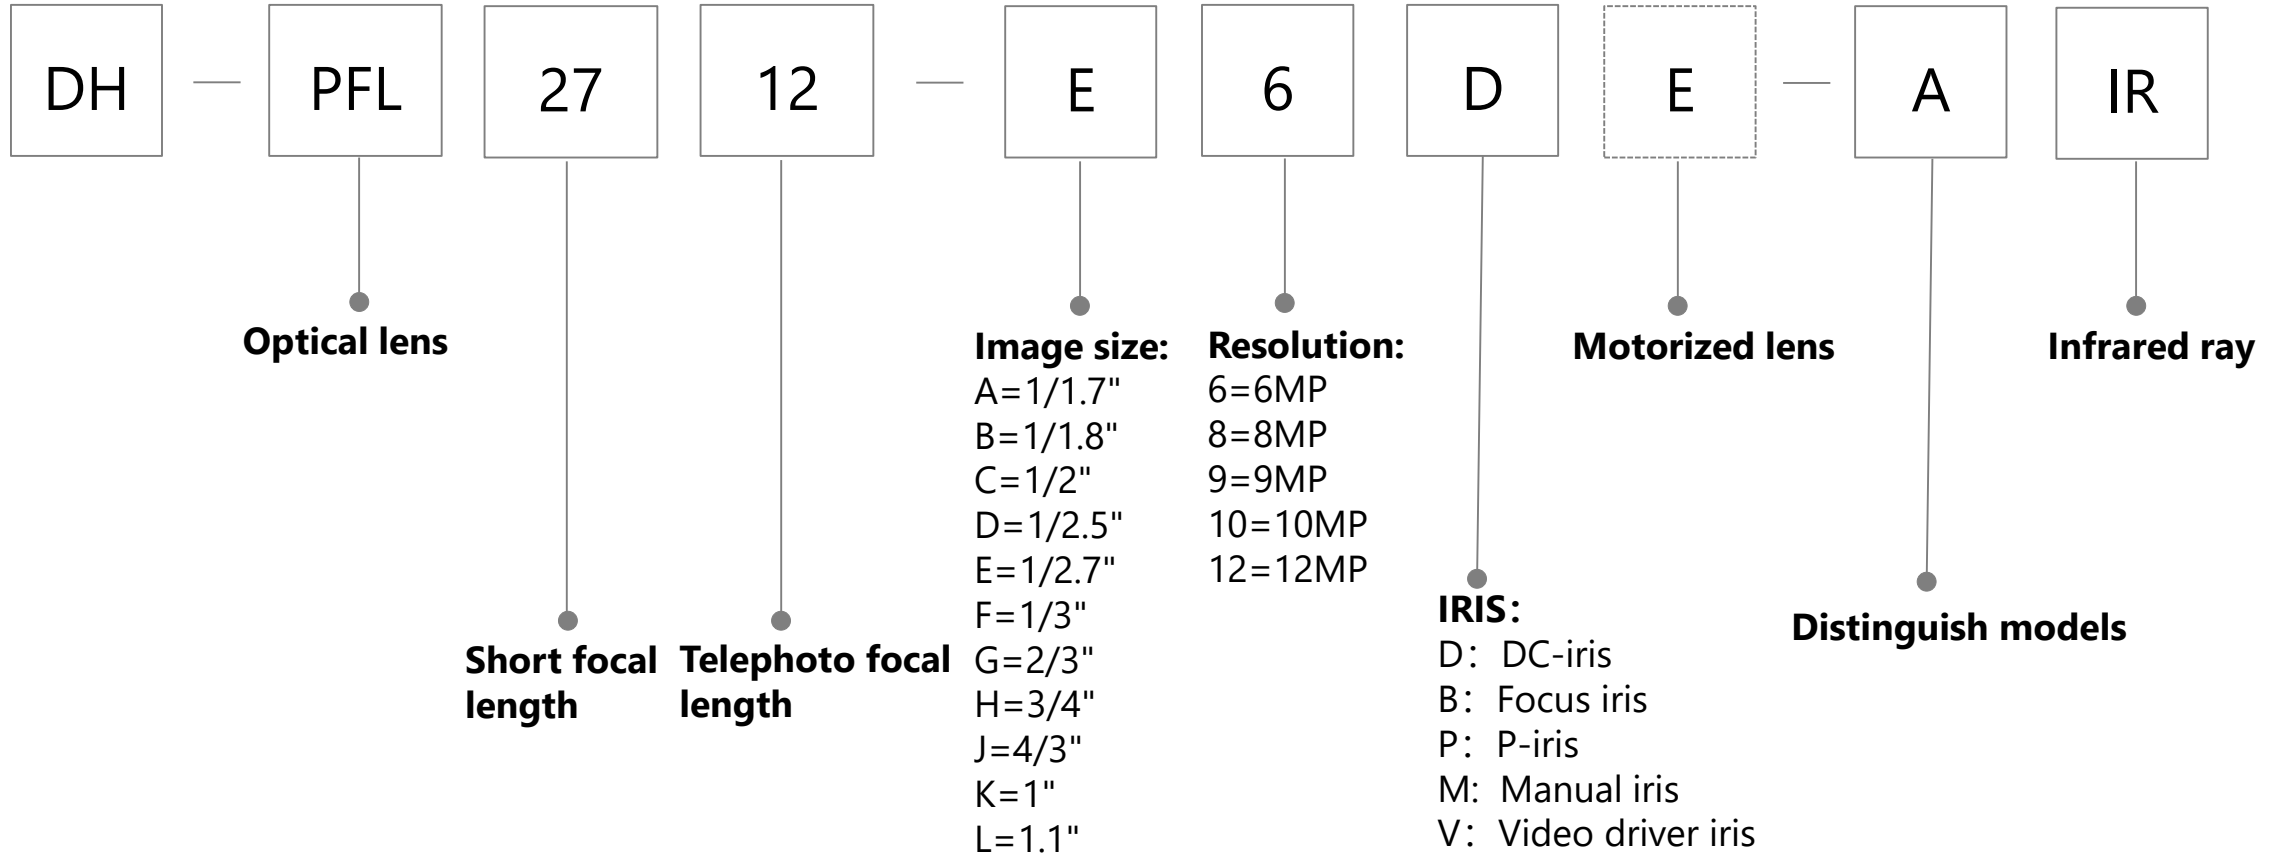 DH — PFL 27 12 — E 6 D E — A IR
Optical lens
Short focal
length
Telephoto focal
length
Image size:
A=1/1.7"
B=1/1.8"
C=1/2"
D=1/2.5"
E=1/2.7"
F=1/3"
G=2/3"
H=3/4"
J=4/3"
K=1"
L=1.1"
Resolution:
6=6MP
8=8MP
9=9MP
10=10MP
12=12MP
IRIS：
D：DC-iris
B：Focus iris
P：P-iris
M: Manual iris
V：Video driver iris
Motorized lens
Distinguish models
Infrared ray